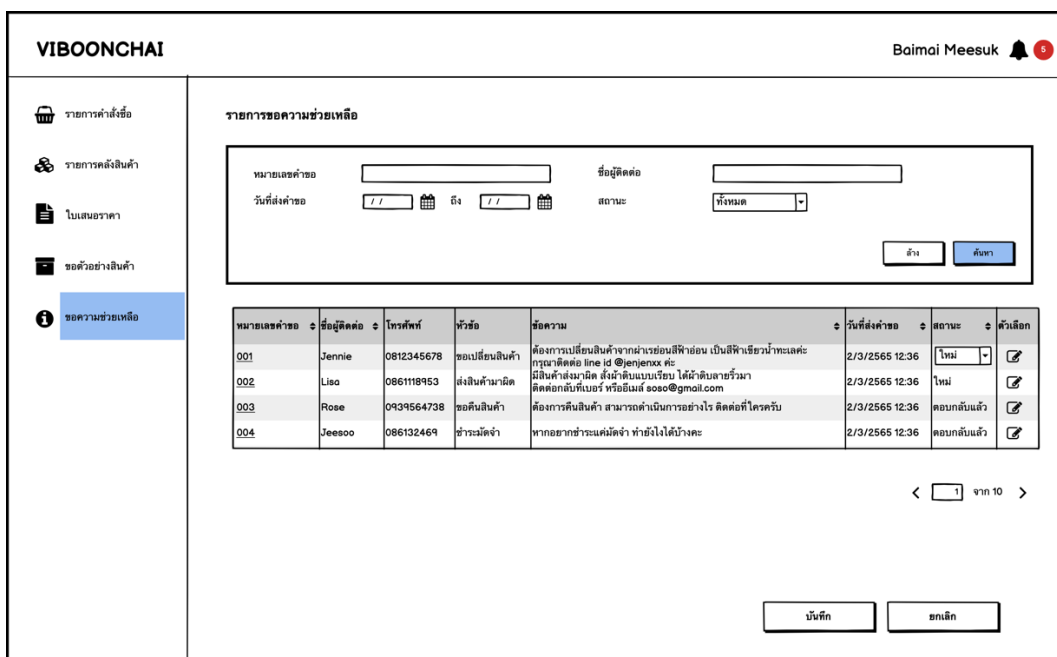 VIBOONCHAI
Baimai Meesuk
5
รายการคำสั่งซื้อ
รายการคลังสินค้า
ใบเสนอราคา
ขอตัวอย่างสินค้า
ขอความช่วยเหลือ
รายการขอความช่วยเหลือ
หมายเลขคำขอ ชื่อผู้ติดต่อ
วันที่ส่งคำขอ / / ถึง / / สถานะ ทั้งหมด
ล้าง ค้นหา
หมายเลขคำขอ ชื่อผู้ติดต่อ โทรศัพท์ หัวข้อ ข้อความ วันที่ส่งคำขอ สถานะ ตัวเลือก
001 Jennie 0812345678 ขอเปลี่ยนสินค้า ต้องการเปลี่ยนสินค้าจากผ่าเรย่อนสีฟ้าอ่อน เป็นสีฟ้าเขียวน้ำทะเลค่ะ
กรุณาติดต่อ line id @jenjenxx ค่ะ 2/3/2565 12:36 ใหม่
002 Lisa 0861118953 ส่งสินค้ามาผิด มีสินค้าส่งมาผิด สั่งผ้าดิบแบบเรียบ ได้ผ้าดิบลายริ้วมา
ติดต่อกลับที่เบอร์ หรืออีเมล์ soso@gmail.com 2/3/2565 12:36 ใหม่
003 Rose 0939564738 ขอคืนสินค้า ต้องการคืนสินค้า สามารถดำเนินการอย่างไร ติดต่อที่ใครครับ 2/3/2565 12:36 ตอบกลับแล้ว
004 Jeesoo 086132469 ชำระมัดจำ หากอยากชำระแค่มัดจำ ทำยังไงได้บ้างคะ 2/3/2565 12:36 ตอบกลับแล้ว
1 จาก 10
บันทึก ยกเลิก